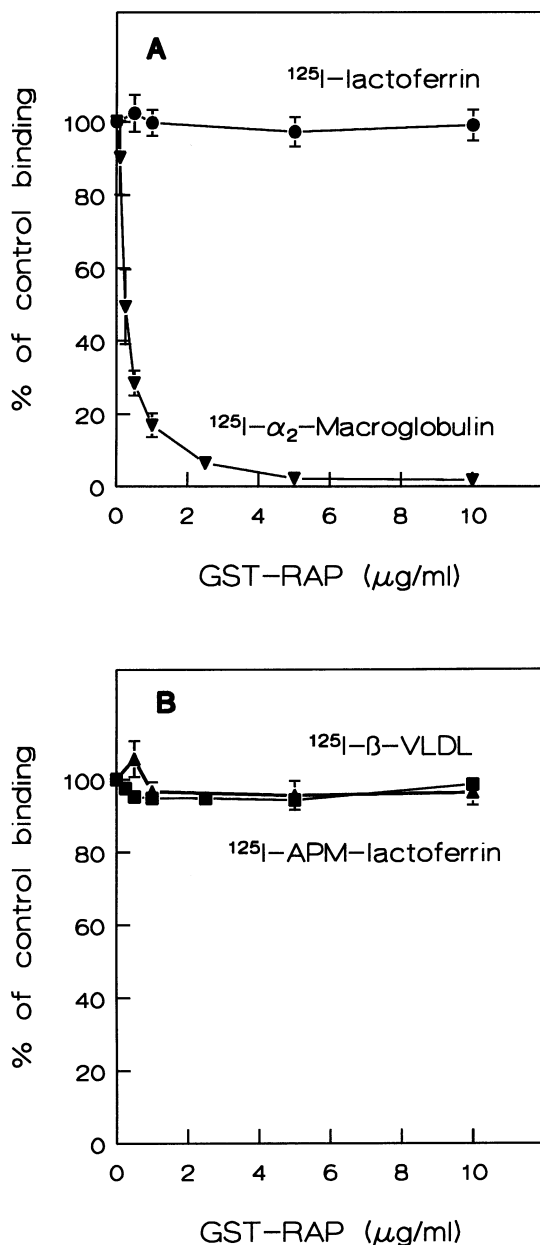 A
¹²⁵I-lactoferrin
100
80
60
40
20
0
% of control binding
¹²⁵I-α₂-Macroglobulin
0 2 4 6 8 10
GST-RAP (μg/ml)
B
¹²⁵I-ß-VLDL
¹²⁵I-APM-lactoferrin
100
80
60
40
20
0
% of control binding
0 2 4 6 8 10
GST-RAP (μg/ml)